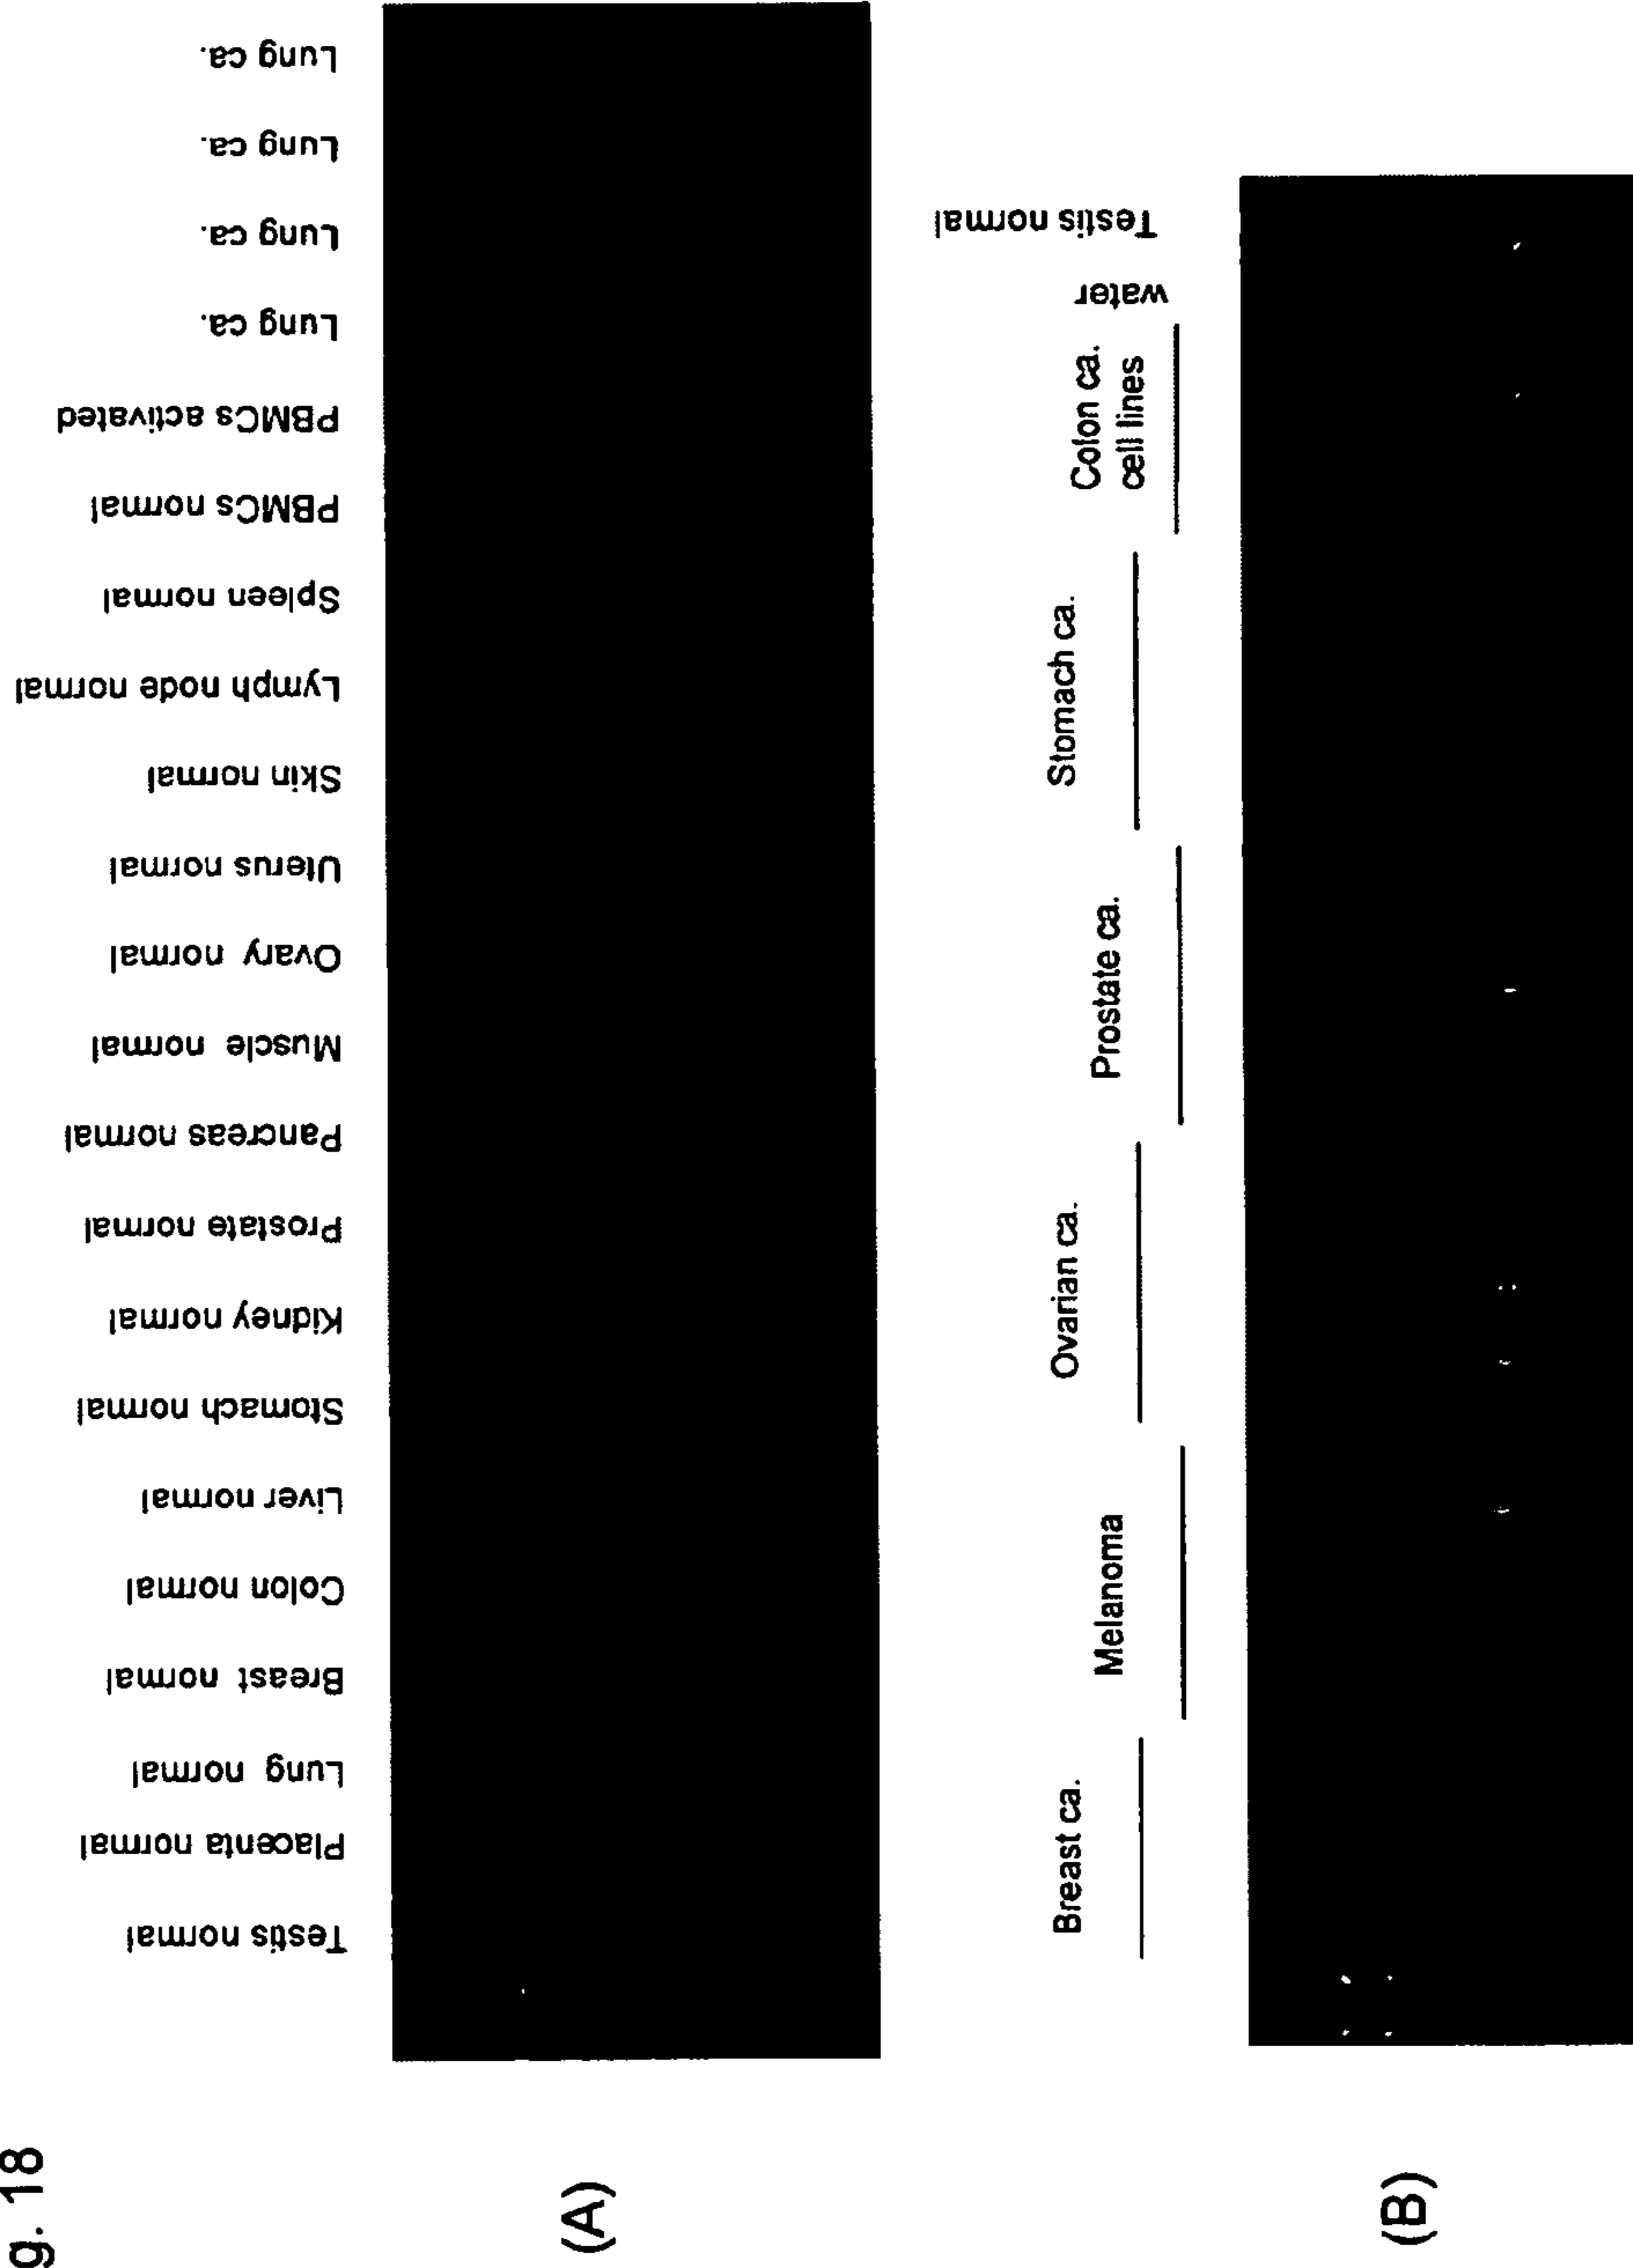 g. 18
(A)
Testis normal
Placenta normal
Lung normal
Breast normal
Colon normal
Liver normal
Stomach normal
Kidney normal
Prostate normal
Pancreas normal
Muscle normal
Ovary normal
Uterus normal
Skin normal
Lymph node normal
Spleen normal
PBMCs normal
PBMCs activated
Lung ca.
Lung ca.
Lung ca.
Lung ca.
(B)
Breast ca.
Melanoma
Ovarian ca.
Prostate ca.
Stomach ca.
Colon ca.
cell lines
water
Testis normal